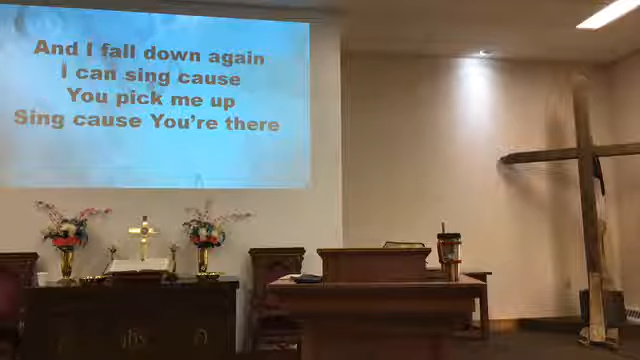 And I fall down again
I can sing cause
You pick me up
Sing cause You're there